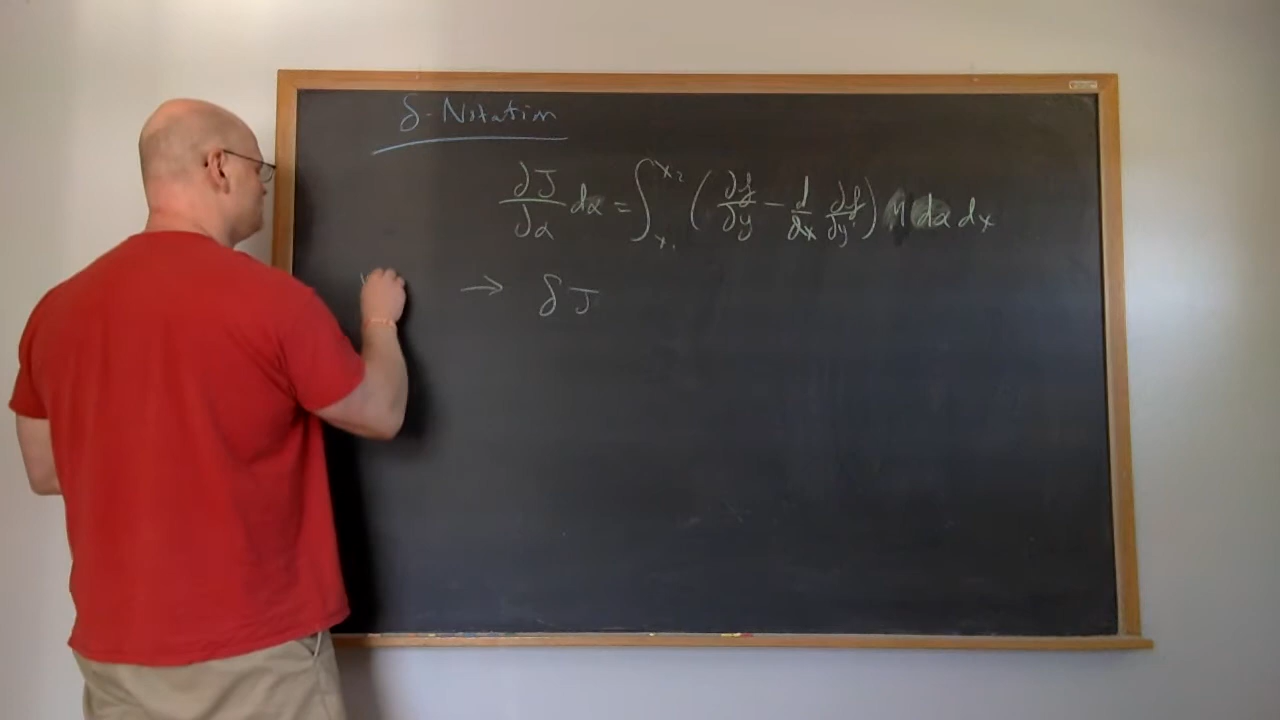 δ-Notation
∂J/∂α dα = ∫_{x₁}^{x₂} (∂f/∂y − d/dx ∂f/∂y') η dα dx
→ δJ